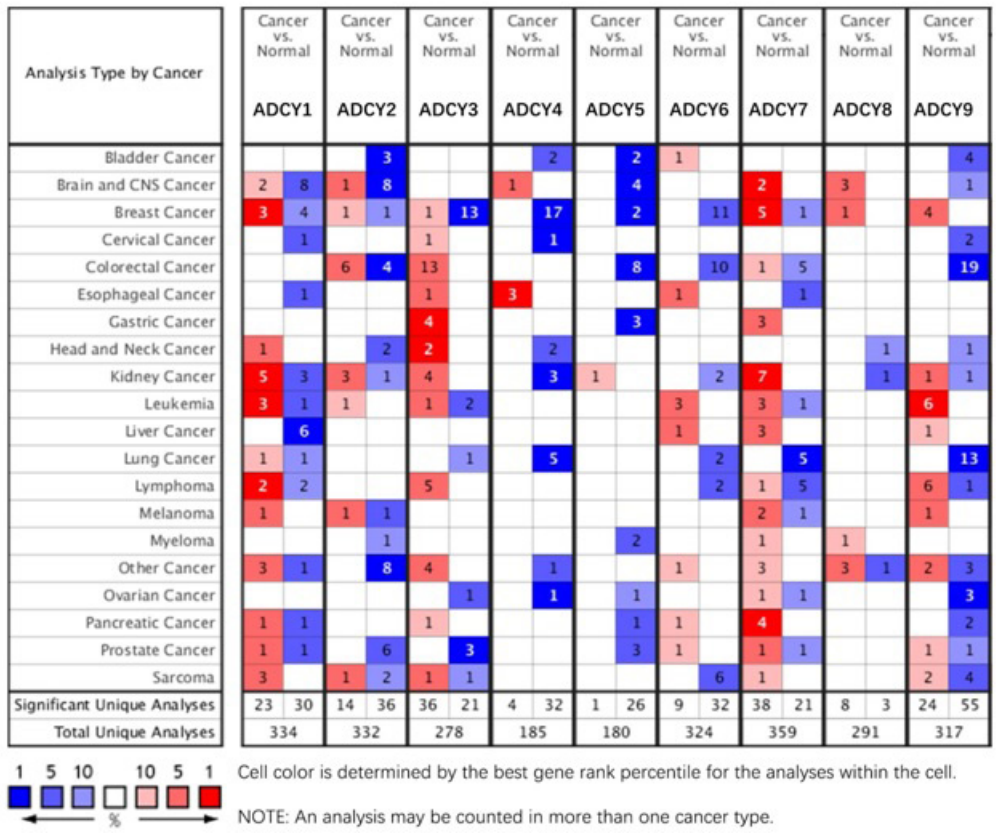 Analysis Type by Cancer
Cancer vs. Normal Cancer vs. Normal Cancer vs. Normal Cancer vs. Normal Cancer vs. Normal Cancer vs. Normal Cancer vs. Normal Cancer vs. Normal Cancer vs. Normal
ADCY1 ADCY2 ADCY3 ADCY4 ADCY5 ADCY6 ADCY7 ADCY8 ADCY9
Bladder Cancer 3 2 2 1 4
Brain and CNS Cancer 2 8 1 8 1 4 2 3 1
Breast Cancer 3 4 1 1 1 13 17 2 11 5 1 1 4
Cervical Cancer 1 1 1 2
Colorectal Cancer 6 4 13 8 10 1 5 19
Esophageal Cancer 1 1 3 1 1
Gastric Cancer 4 3 3
Head and Neck Cancer 1 2 2 2 1 1
Kidney Cancer 5 3 3 1 4 3 1 2 7 1 1 1
Leukemia 3 1 1 1 2 3 3 1 6
Liver Cancer 6 1 3 1
Lung Cancer 1 1 1 5 2 5 13
Lymphoma 2 2 5 2 1 5 6 1
Melanoma 1 1 1 2 1 1
Myeloma 1 2 1 1
Other Cancer 3 1 8 4 1 1 3 3 1 2 3
Ovarian Cancer 1 1 1 1 1 3
Pancreatic Cancer 1 1 1 1 1 4 2
Prostate Cancer 1 1 6 3 3 1 1 1 1 1
Sarcoma 3 1 2 1 1 6 1 2 4
Significant Unique Analyses 23 30 14 36 36 21 4 32 1 26 9 32 38 21 8 3 24 55
Total Unique Analyses 334 332 278 185 180 324 359 291 317
1 5 10 10 5 1
%
Cell color is determined by the best gene rank percentile for the analyses within the cell.
NOTE: An analysis may be counted in more than one cancer type.